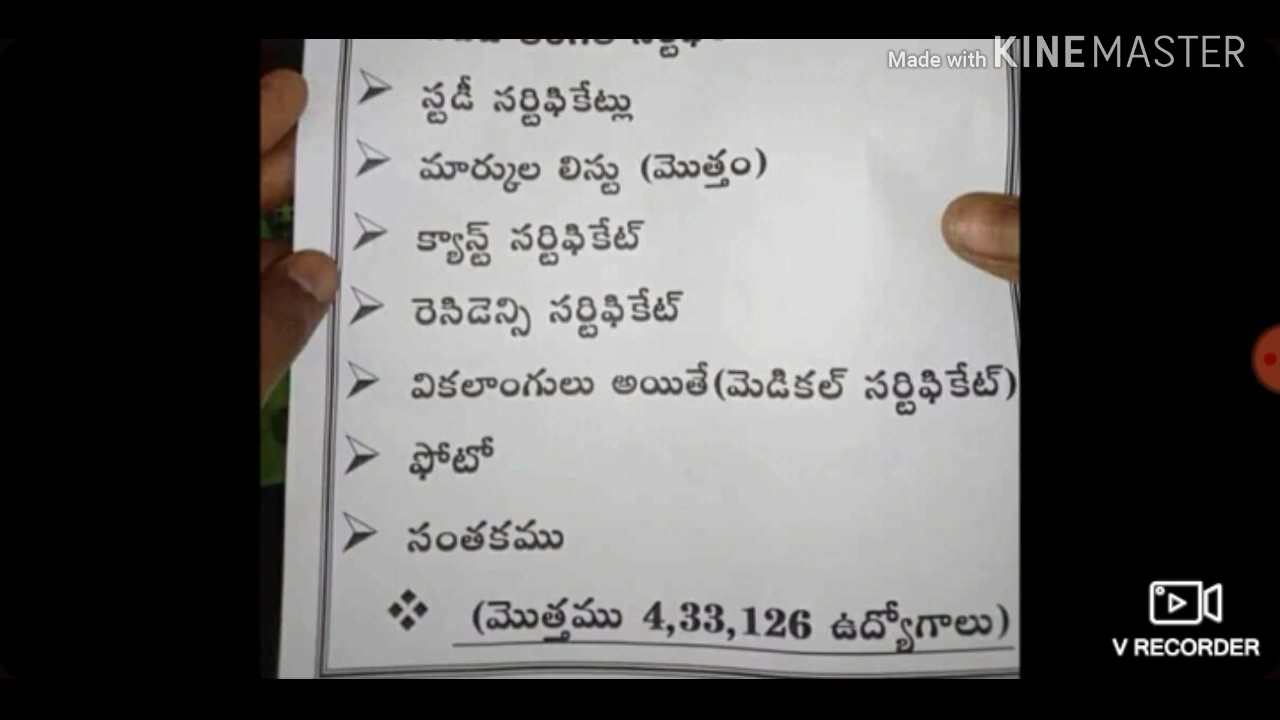 Made with KINEMASTER
స్టడీ సర్టిఫికేట్లు
మార్కుల లిస్టు (మొత్తం)
క్యాస్ట్ సర్టిఫికేట్
రెసిడెన్సి సర్టిఫికేట్
వికలాంగులు అయితే(మెడికల్ సర్టిఫికేట్)
ఫోటో
సంతకము
(మొత్తము 4,33,126 ఉద్యోగాలు)
V RECORDER